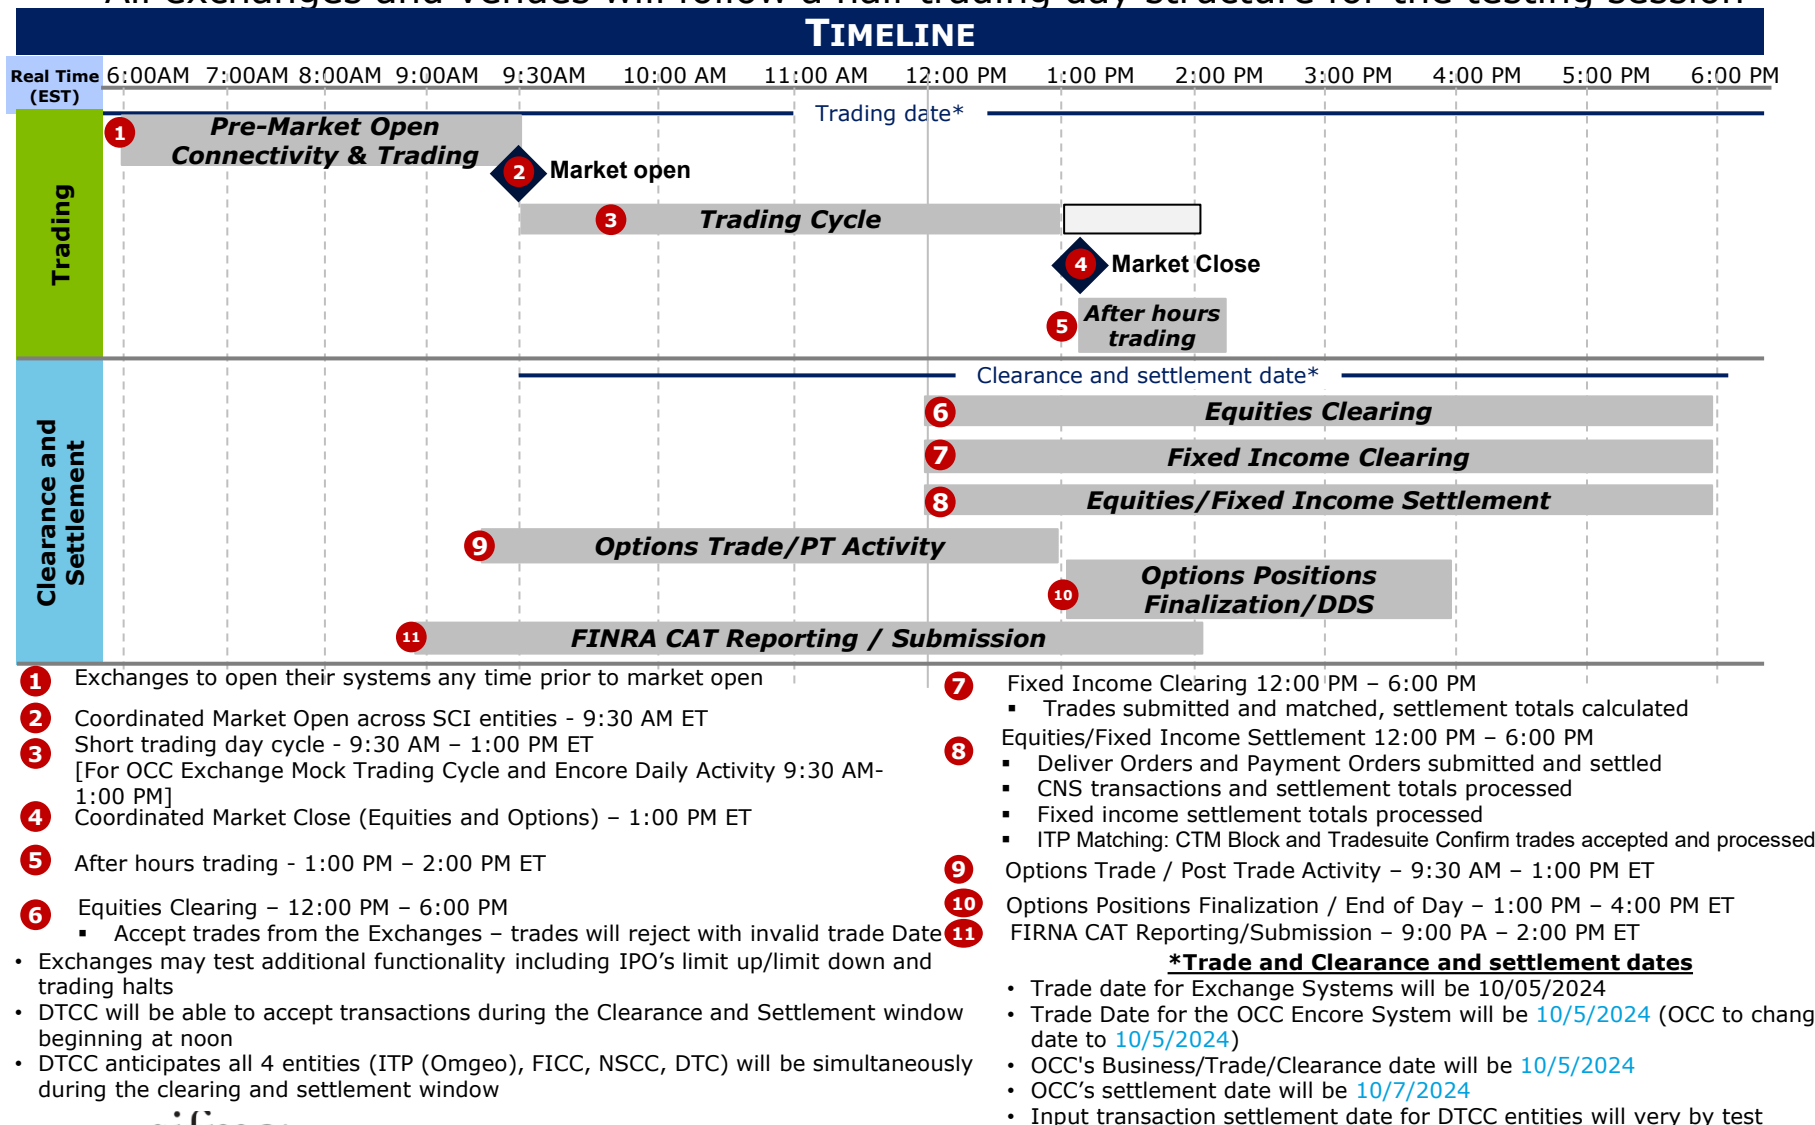 All exchanges and venues will follow a half trading day structure for the testing session
TIMELINE
Real Time (EST)
6:00AM 7:00AM 8:00AM 9:00AM 9:30AM 10:00 AM 11:00 AM 12:00 PM 1:00 PM 2:00 PM 3:00 PM 4:00 PM 5:00 PM 6:00 PM
Trading
Trading date*
1 Pre-Market Open
Connectivity & Trading
2 Market open
3 Trading Cycle
4 Market Close
5 After hours
trading
Clearance and
Settlement
Clearance and settlement date*
6 Equities Clearing
7 Fixed Income Clearing
8 Equities/Fixed Income Settlement
9 Options Trade/PT Activity
10 Options Positions
Finalization/DDS
11 FINRA CAT Reporting / Submission
1 Exchanges to open their systems any time prior to market open
2 Coordinated Market Open across SCI entities - 9:30 AM ET
3 Short trading day cycle - 9:30 AM – 1:00 PM ET
[For OCC Exchange Mock Trading Cycle and Encore Daily Activity 9:30 AM-
1:00 PM]
4 Coordinated Market Close (Equities and Options) – 1:00 PM ET
5 After hours trading - 1:00 PM – 2:00 PM ET
6 Equities Clearing – 12:00 PM – 6:00 PM
▪ Accept trades from the Exchanges – trades will reject with invalid trade Date
• Exchanges may test additional functionality including IPO’s limit up/limit down and
trading halts
• DTCC will be able to accept transactions during the Clearance and Settlement window
beginning at noon
• DTCC anticipates all 4 entities (ITP (Omgeo), FICC, NSCC, DTC) will be simultaneously
during the clearing and settlement window
7 Fixed Income Clearing 12:00 PM – 6:00 PM
▪ Trades submitted and matched, settlement totals calculated
8 Equities/Fixed Income Settlement 12:00 PM – 6:00 PM
▪ Deliver Orders and Payment Orders submitted and settled
▪ CNS transactions and settlement totals processed
▪ Fixed income settlement totals processed
▪ ITP Matching: CTM Block and Tradesuite Confirm trades accepted and processed
9 Options Trade / Post Trade Activity – 9:30 AM – 1:00 PM ET
10 Options Positions Finalization / End of Day – 1:00 PM – 4:00 PM ET
11 FIRNA CAT Reporting/Submission – 9:00 PA – 2:00 PM ET
*Trade and Clearance and settlement dates
• Trade date for Exchange Systems will be 10/05/2024
• Trade Date for the OCC Encore System will be 10/5/2024 (OCC to chang
date to 10/5/2024)
• OCC's Business/Trade/Clearance date will be 10/5/2024
• OCC’s settlement date will be 10/7/2024
• Input transaction settlement date for DTCC entities will very by test